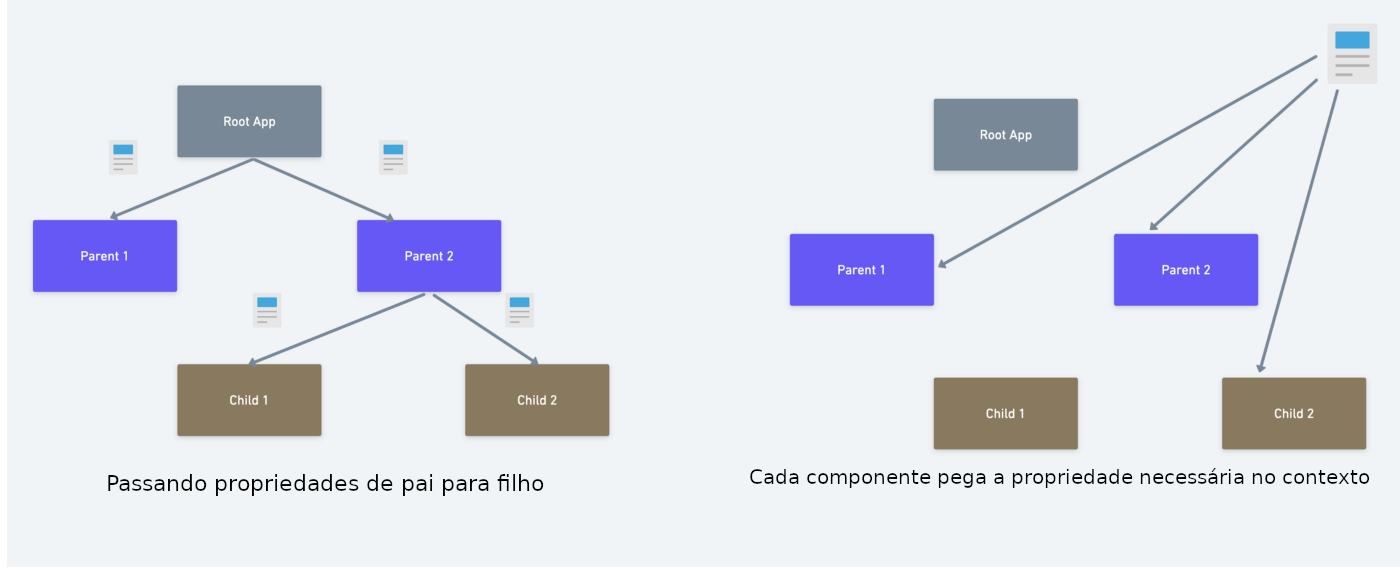 Root App
Parent 1
Parent 2
Child 1
Child 2
Passando propriedades de pai para filho
Root App
Parent 1
Parent 2
Child 1
Child 2
Cada componente pega a propriedade necessária no contexto